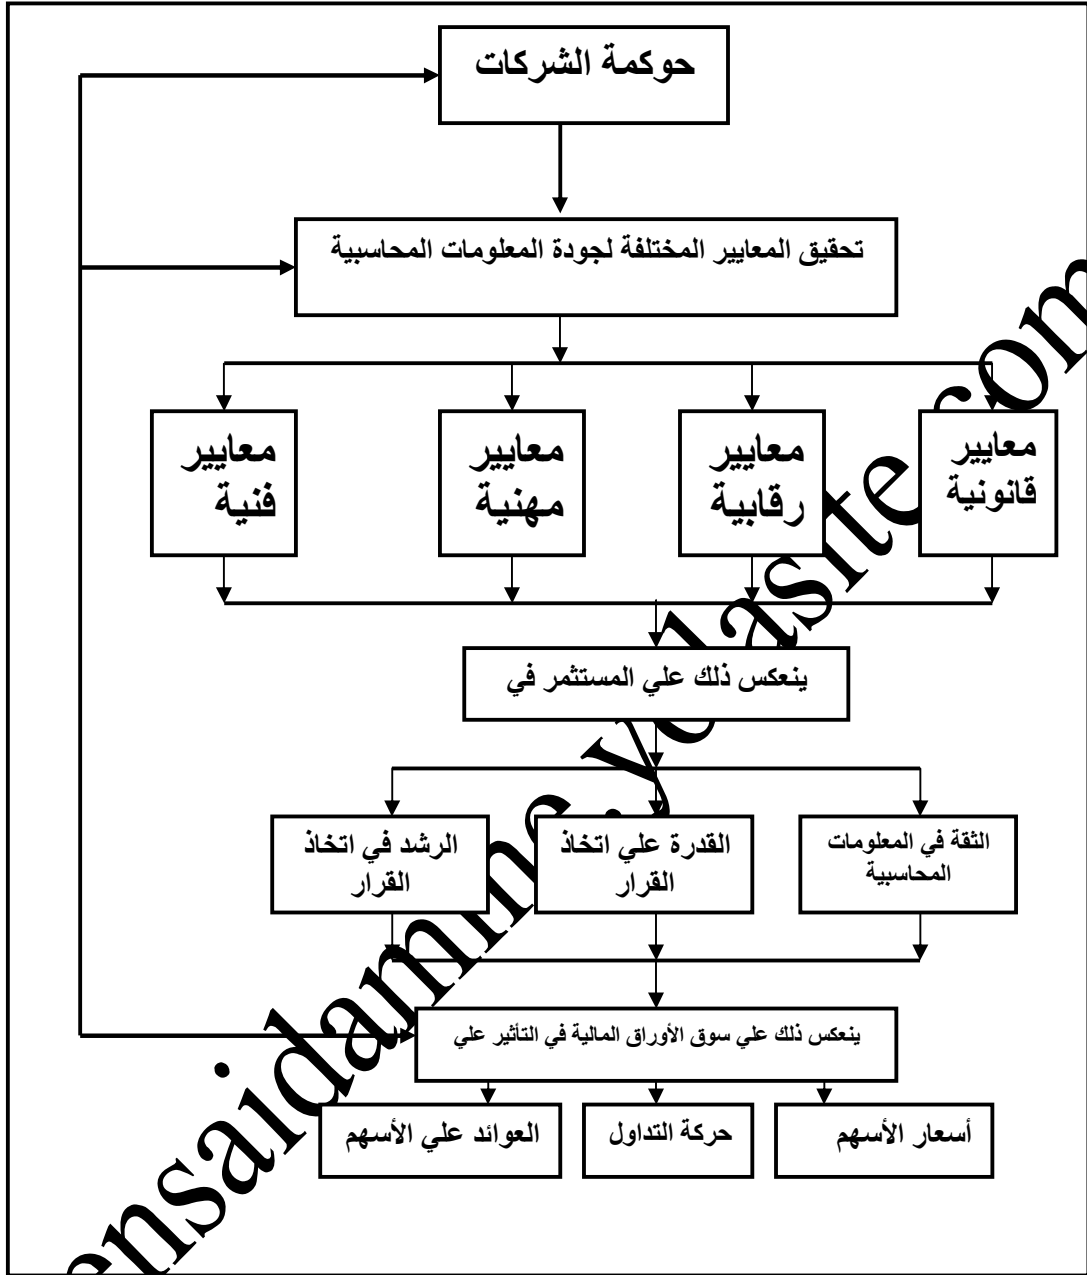 حوكمة الشركات
تحقيق المعايير المختلفة لجودة المعلومات المحاسبية
معايير
قانونية
معايير
رقابية
معايير
مهنية
معايير
فنية
ينعكس ذلك علي المستثمر في
الثقة في المعلومات
المحاسبية
القدرة علي اتخاذ
القرار
الرشد في اتخاذ
القرار
ينعكس ذلك علي سوق الأوراق المالية في التأثير علي
أسعار الأسهم
حركة التداول
العوائد علي الأسهم